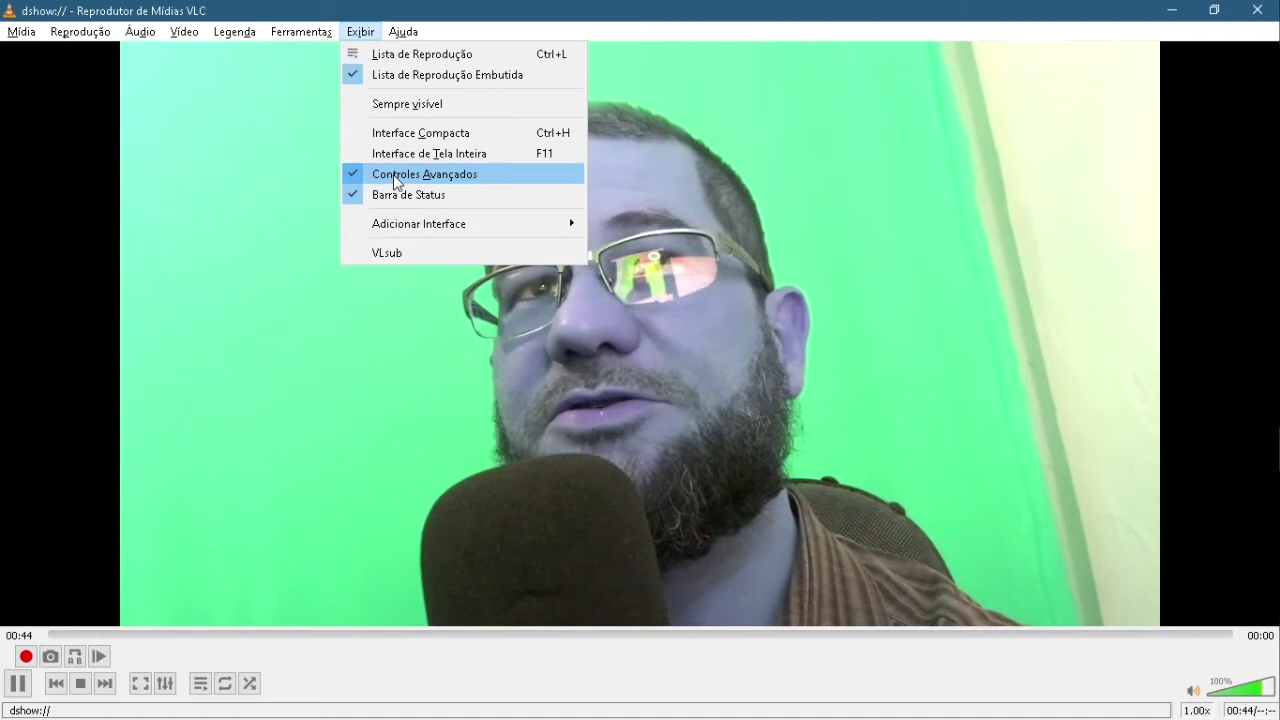 dshow:// - Reprodutor de Mídias VLC
Mídia Reprodução Áudio Vídeo Legenda Ferramentas Exibir Ajuda
Lista de Reprodução Ctrl+L
Lista de Reprodução Embutida
Sempre visível
Interface Compacta Ctrl+H
Interface de Tela Inteira F11
Controles Avançados
Barra de Status
Adicionar Interface
VLsub
00:44 00:00
A B
100%
dshow:// 1.00x 00:44/--:--